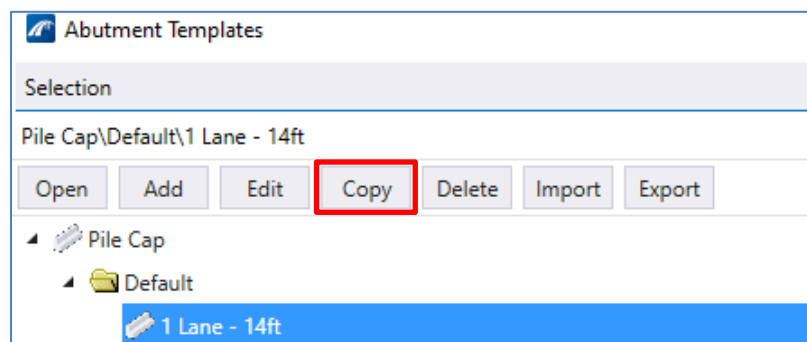 Abutment Templates
Selection
Pile Cap\Default\1 Lane - 14ft
Open Add Edit Copy Delete Import Export
Pile Cap
Default
1 Lane - 14ft